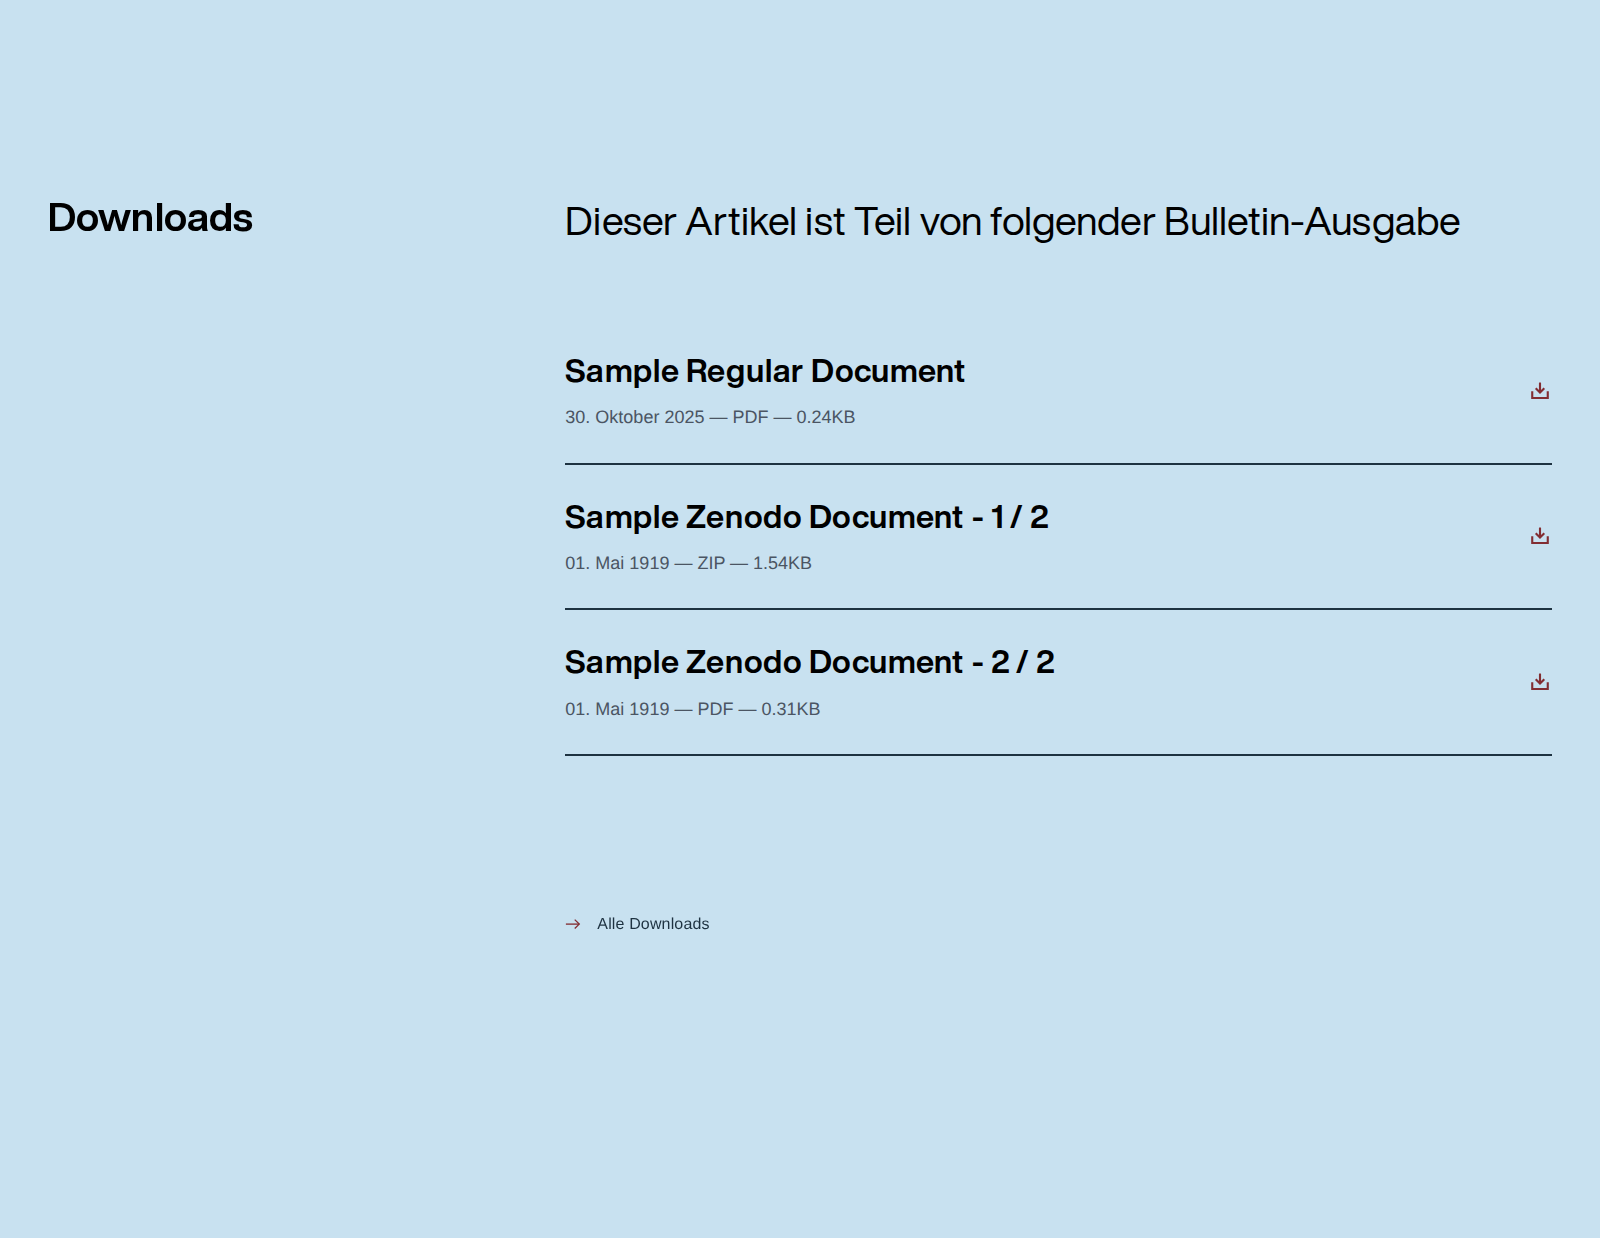 Downloads
Dieser Artikel ist Teil von folgender Bulletin-Ausgabe
Sample Regular Document
30. Oktober 2025 — PDF — 0.24KB
Sample Zenodo Document - 1 / 2
01. Mai 1919 — ZIP — 1.54KB
Sample Zenodo Document - 2 / 2
01. Mai 1919 — PDF — 0.31KB
Alle Downloads